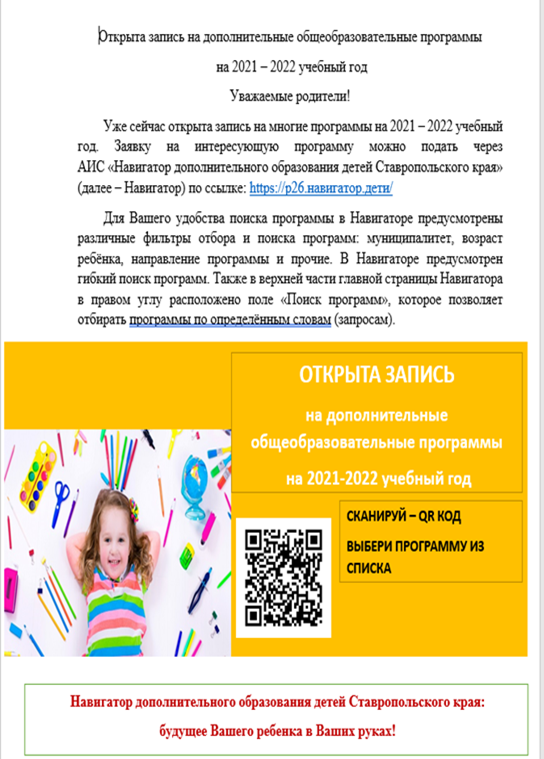 Открыта запись на дополнительные общеобразовательные программы
на 2021 – 2022 учебный год
Уважаемые родители!
Уже сейчас открыта запись на многие программы на 2021 – 2022 учебный
год. Заявку на интересующую программу можно подать через
АИС «Навигатор дополнительного образования детей Ставропольского края»
(далее – Навигатор) по ссылке: https://р26.навигатор.дети/
Для Вашего удобства поиска программы в Навигаторе предусмотрены
различные фильтры отбора и поиска программ: муниципалитет, возраст
ребёнка, направление программы и прочие. В Навигаторе предусмотрен
гибкий поиск программ. Также в верхней части главной страницы Навигатора
в правом углу расположено поле «Поиск программ», которое позволяет
отбирать программы по определённым словам (запросам).
ОТКРЫТА ЗАПИСЬ
на дополнительные
общеобразовательные программы
на 2021-2022 учебный год
СКАНИРУЙ – QR КОД
ВЫБЕРИ ПРОГРАММУ ИЗ
СПИСКА
Навигатор дополнительного образования детей Ставропольского края:
будущее Вашего ребенка в Ваших руках!